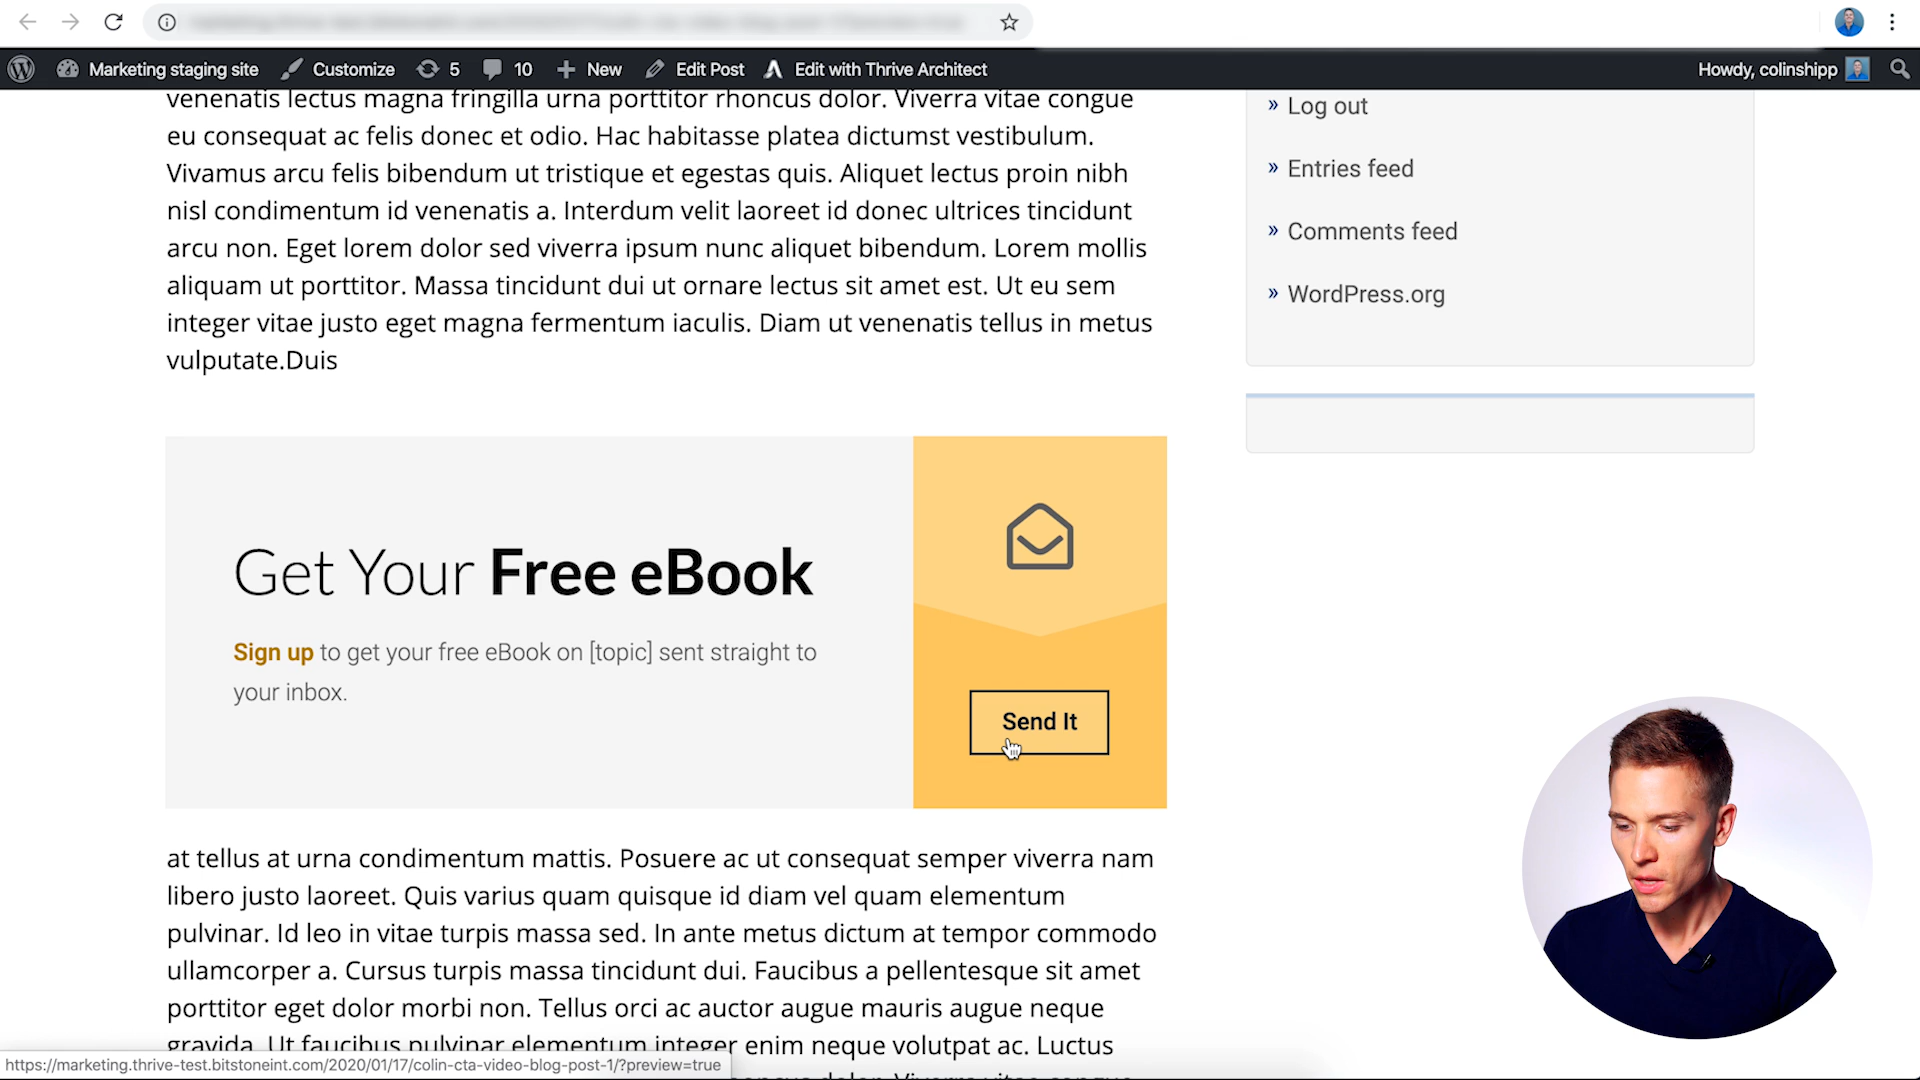 Marketing staging site Customize 5 10 New Edit Post Edit with Thrive Architect Howdy, colinshipp
venenatis lectus magna fringilla urna porttitor rhoncus dolor. Viverra vitae congue
eu consequat ac felis donec et odio. Hac habitasse platea dictumst vestibulum.
Vivamus arcu felis bibendum ut tristique et egestas quis. Aliquet lectus proin nibh
nisl condimentum id venenatis a. Interdum velit laoreet id donec ultrices tincidunt
arcu non. Eget lorem dolor sed viverra ipsum nunc aliquet bibendum. Lorem mollis
aliquam ut porttitor. Massa tincidunt dui ut ornare lectus sit amet est. Ut eu sem
integer vitae justo eget magna fermentum iaculis. Diam ut venenatis tellus in metus
vulputate.Duis
» Log out
» Entries feed
» Comments feed
» WordPress.org
Get Your Free eBook
Sign up to get your free eBook on [topic] sent straight to
your inbox.
Send It
at tellus at urna condimentum mattis. Posuere ac ut consequat semper viverra nam
libero justo laoreet. Quis varius quam quisque id diam vel quam elementum
pulvinar. Id leo in vitae turpis massa sed. In ante metus dictum at tempor commodo
ullamcorper a. Cursus turpis massa tincidunt dui. Faucibus a pellentesque sit amet
porttitor eget dolor morbi non. Tellus orci ac auctor augue mauris augue neque
gravida. Ut faucibus pulvinar elementum integer enim neque volutpat ac. Luctus
https://marketing.thrive-test.bitstoneint.com/2020/01/17/colin-cta-video-blog-post-1/?preview=true